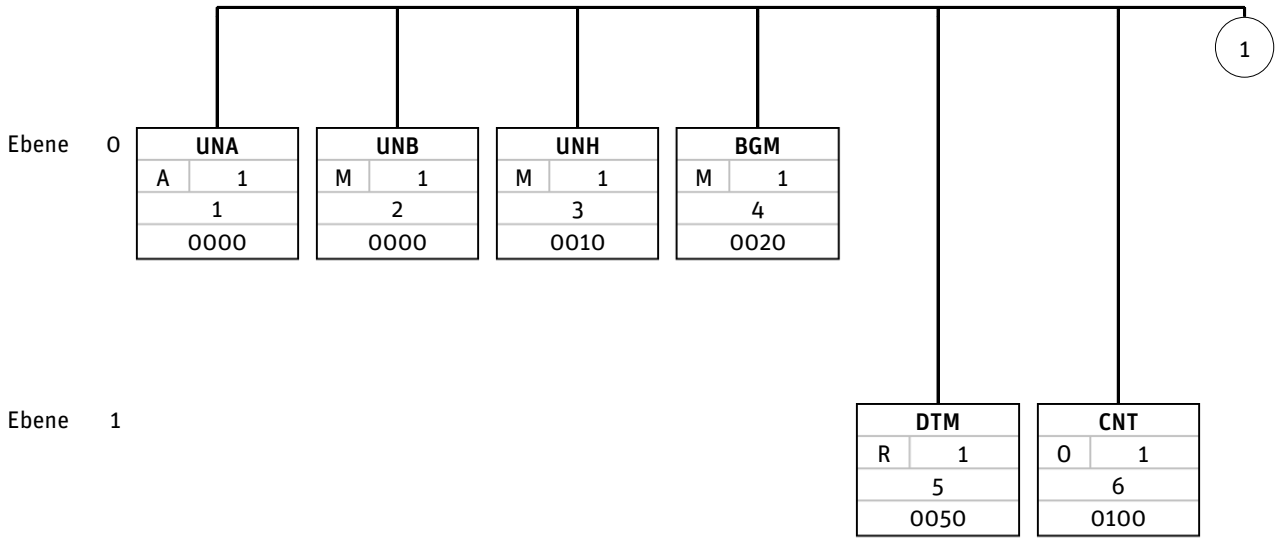 1
Ebene 0
UNA UNB UNH BGM
A 1 M 1 M 1 M 1
1 2 3 4
0000 0000 0010 0020
Ebene 1
DTM CNT
R 1 O 1
5 6
0050 0100